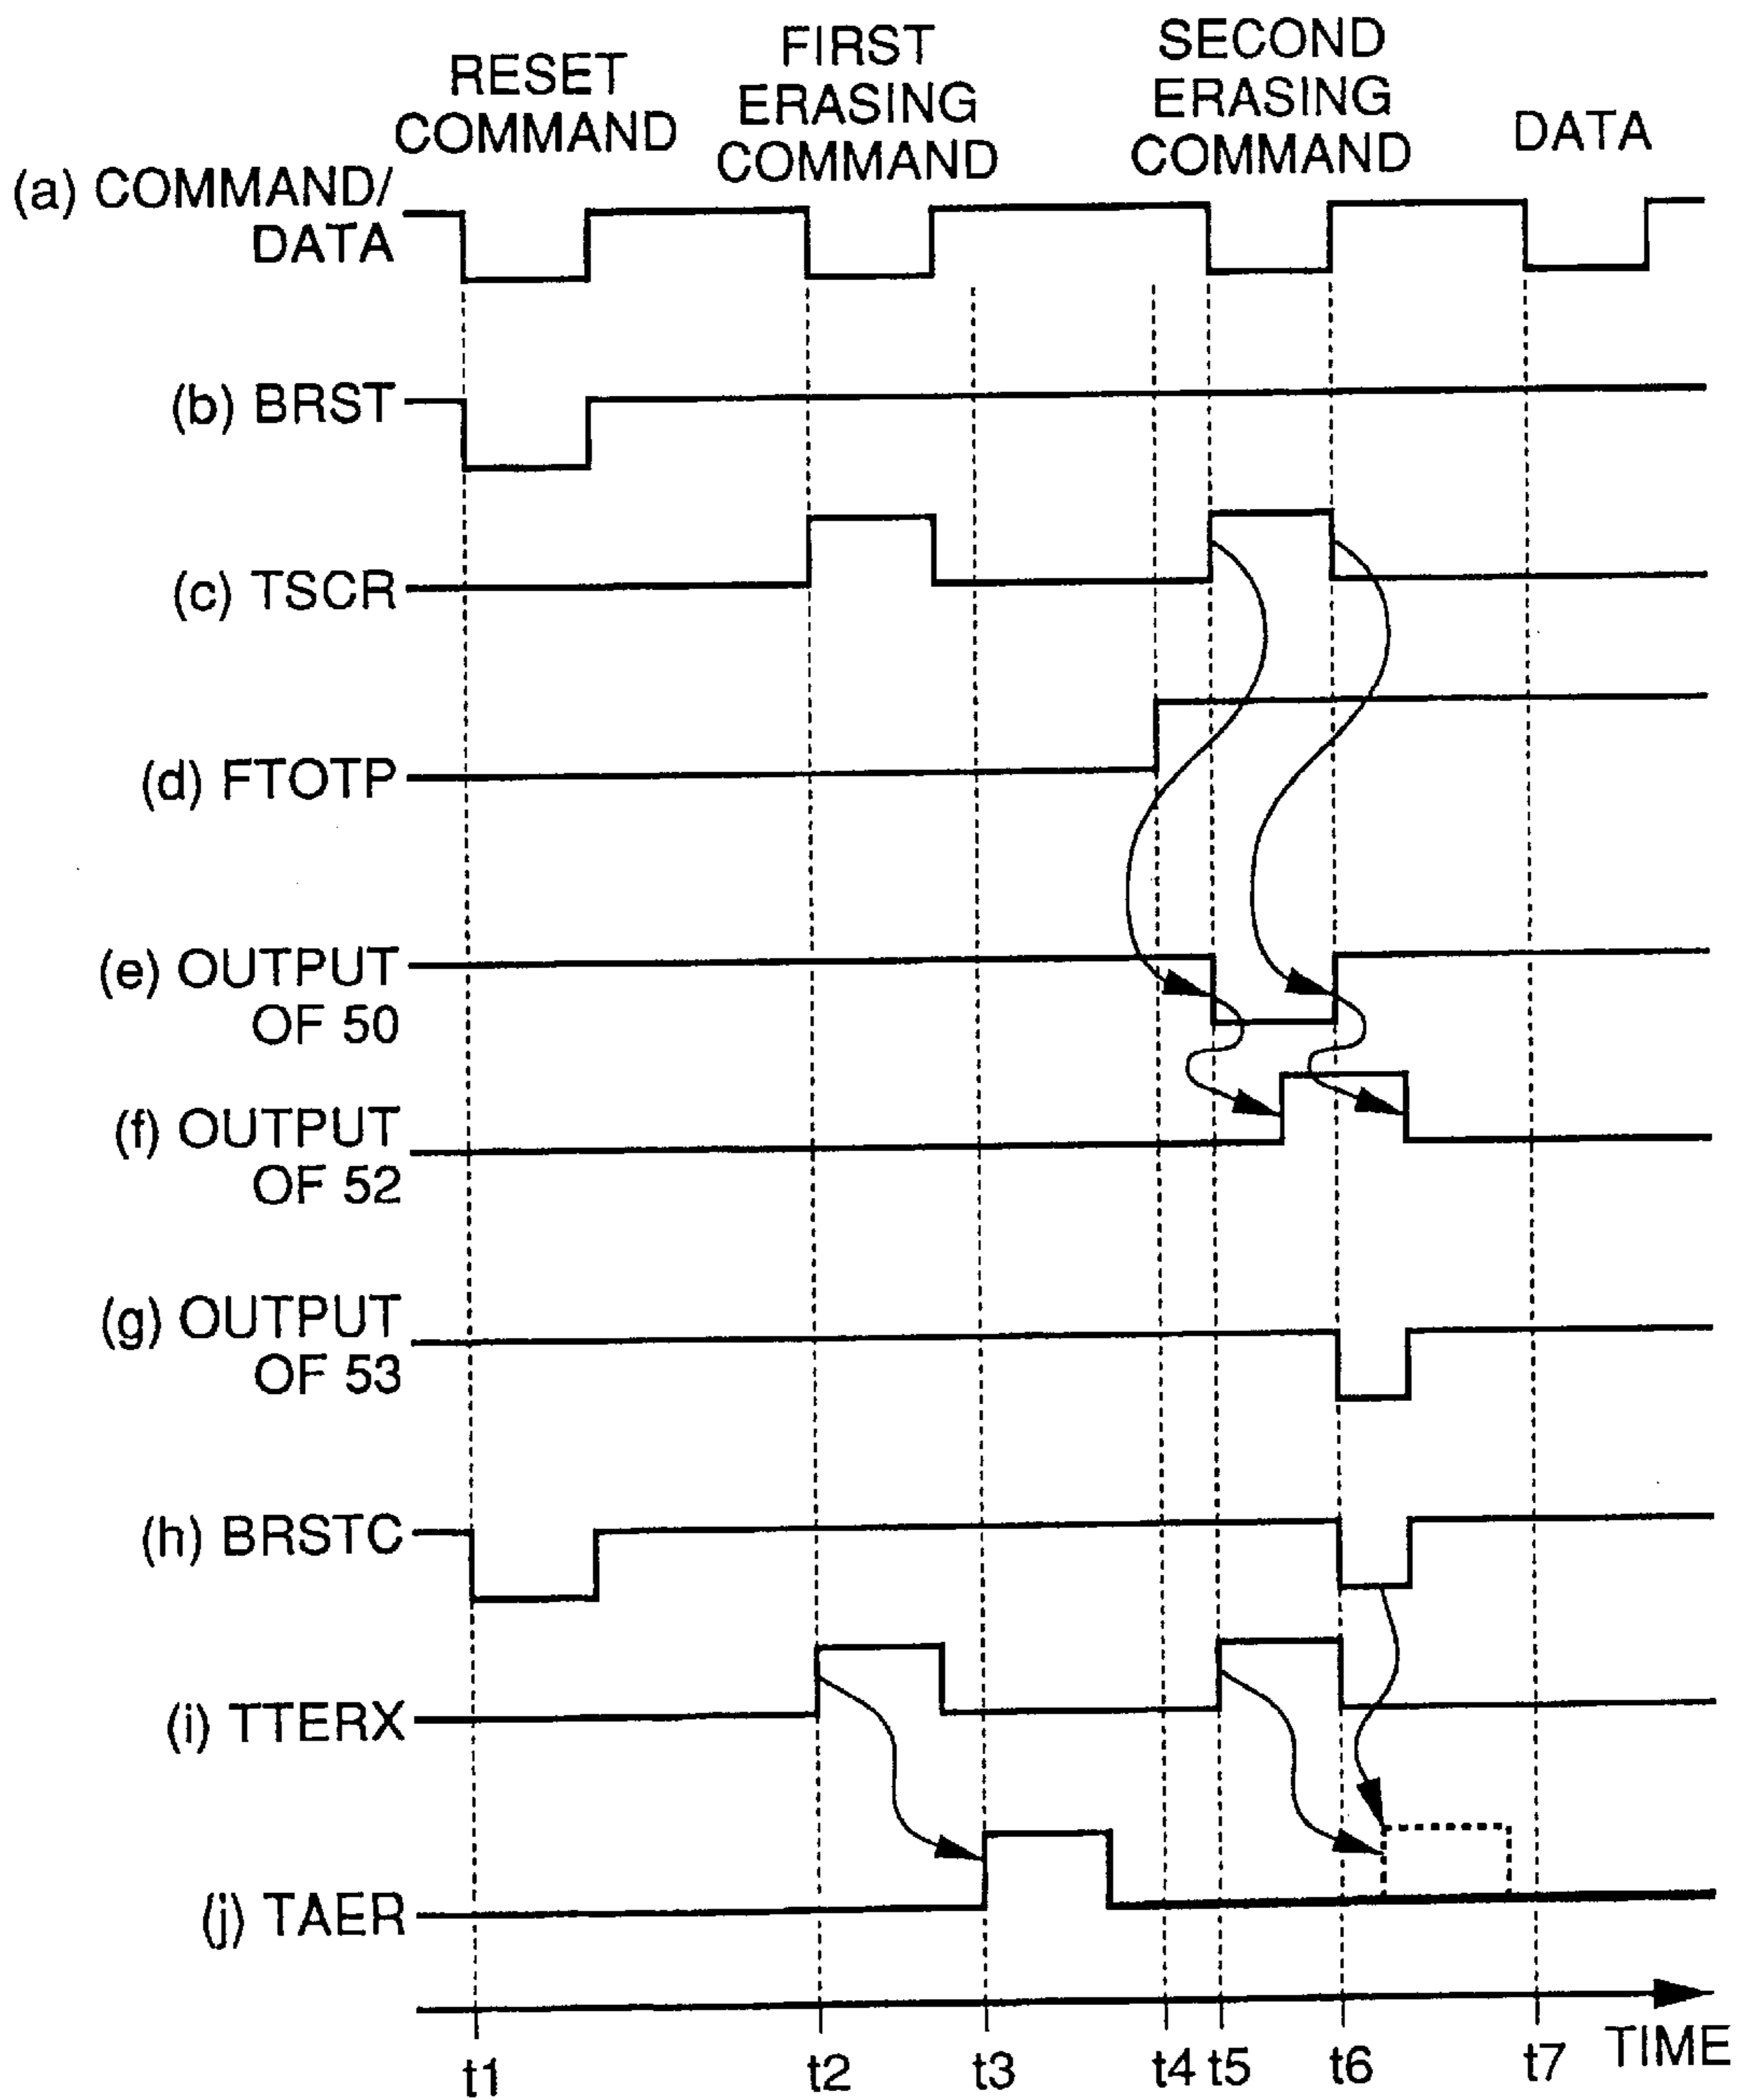 RESET
COMMAND
FIRST
ERASING
COMMAND
SECOND
ERASING
COMMAND
DATA
(a) COMMAND/
DATA
(b) BRST
(c) TSCR
(d) FTOTP
(e) OUTPUT
OF 50
(f) OUTPUT
OF 52
(g) OUTPUT
OF 53
(h) BRSTC
(i) TTERX
(j) TAER
TIME
t1 t2 t3 t4 t5 t6 t7